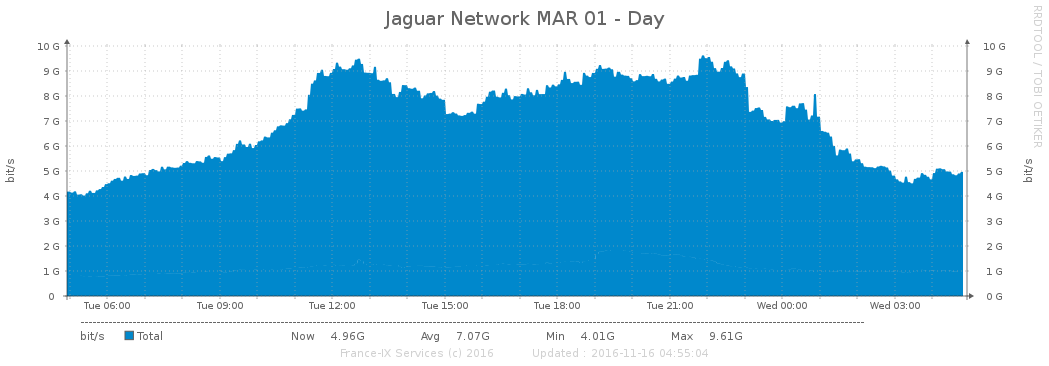 Jaguar Network MAR 01 - Day
RRDTOOL / TOBI OETIKER
bit/s
10 G
9 G
8 G
7 G
6 G
5 G
4 G
3 G
2 G
1 G
0
10 G
9 G
8 G
7 G
6 G
5 G
4 G
3 G
2 G
1 G
0 G
bit/s
Tue 06:00 Tue 09:00 Tue 12:00 Tue 15:00 Tue 18:00 Tue 21:00 Wed 00:00 Wed 03:00
bit/s Total Now 4.96G Avg 7.07G Min 4.01G Max 9.61G
France-IX Services (c) 2016 Updated : 2016-11-16 04:55:04